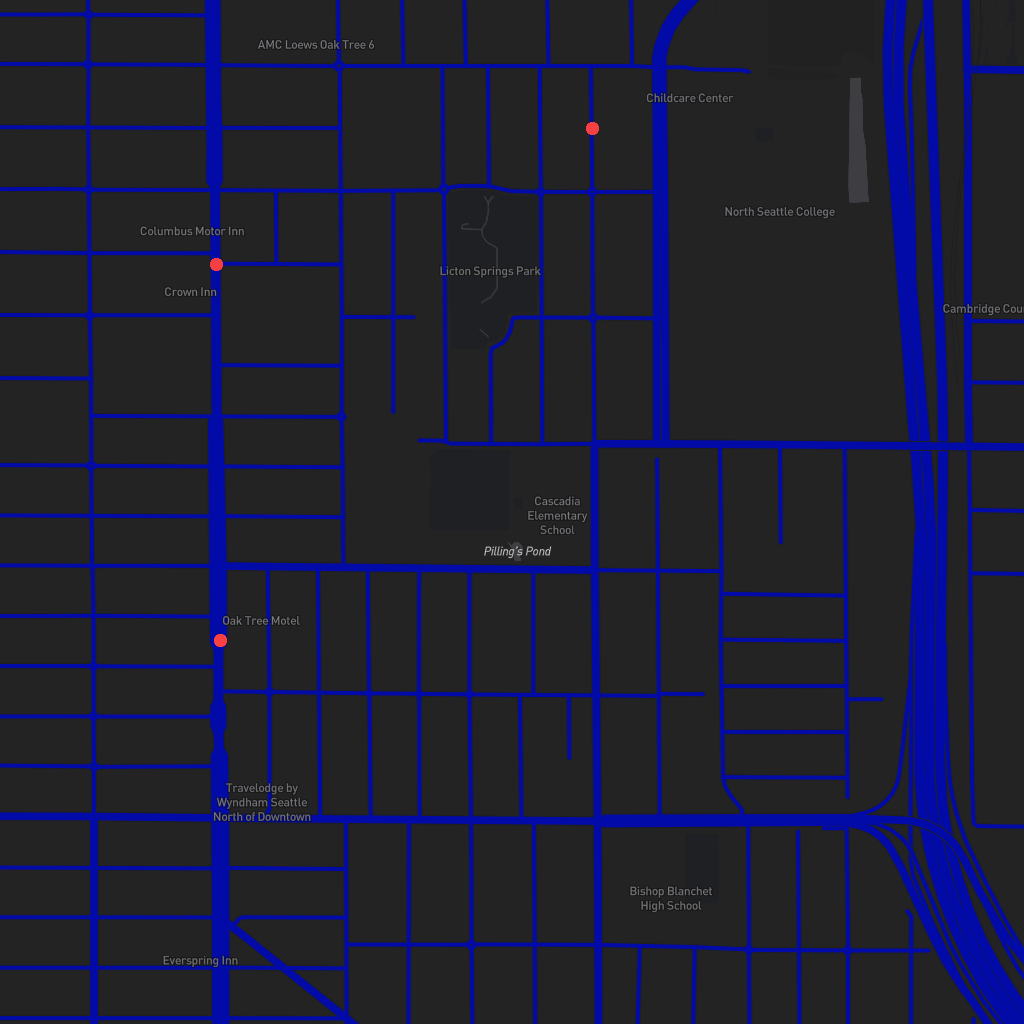 AMC Loews Oak Tree 6
Childcare Center
North Seattle College
Columbus Motor Inn
Licton Springs Park
Crown Inn
Cambridge Cour
Cascadia
Elementary
School
Pilling's Pond
Oak Tree Motel
Travelodge by
Wyndham Seattle
North of Downtown
Bishop Blanchet
High School
Everspring Inn